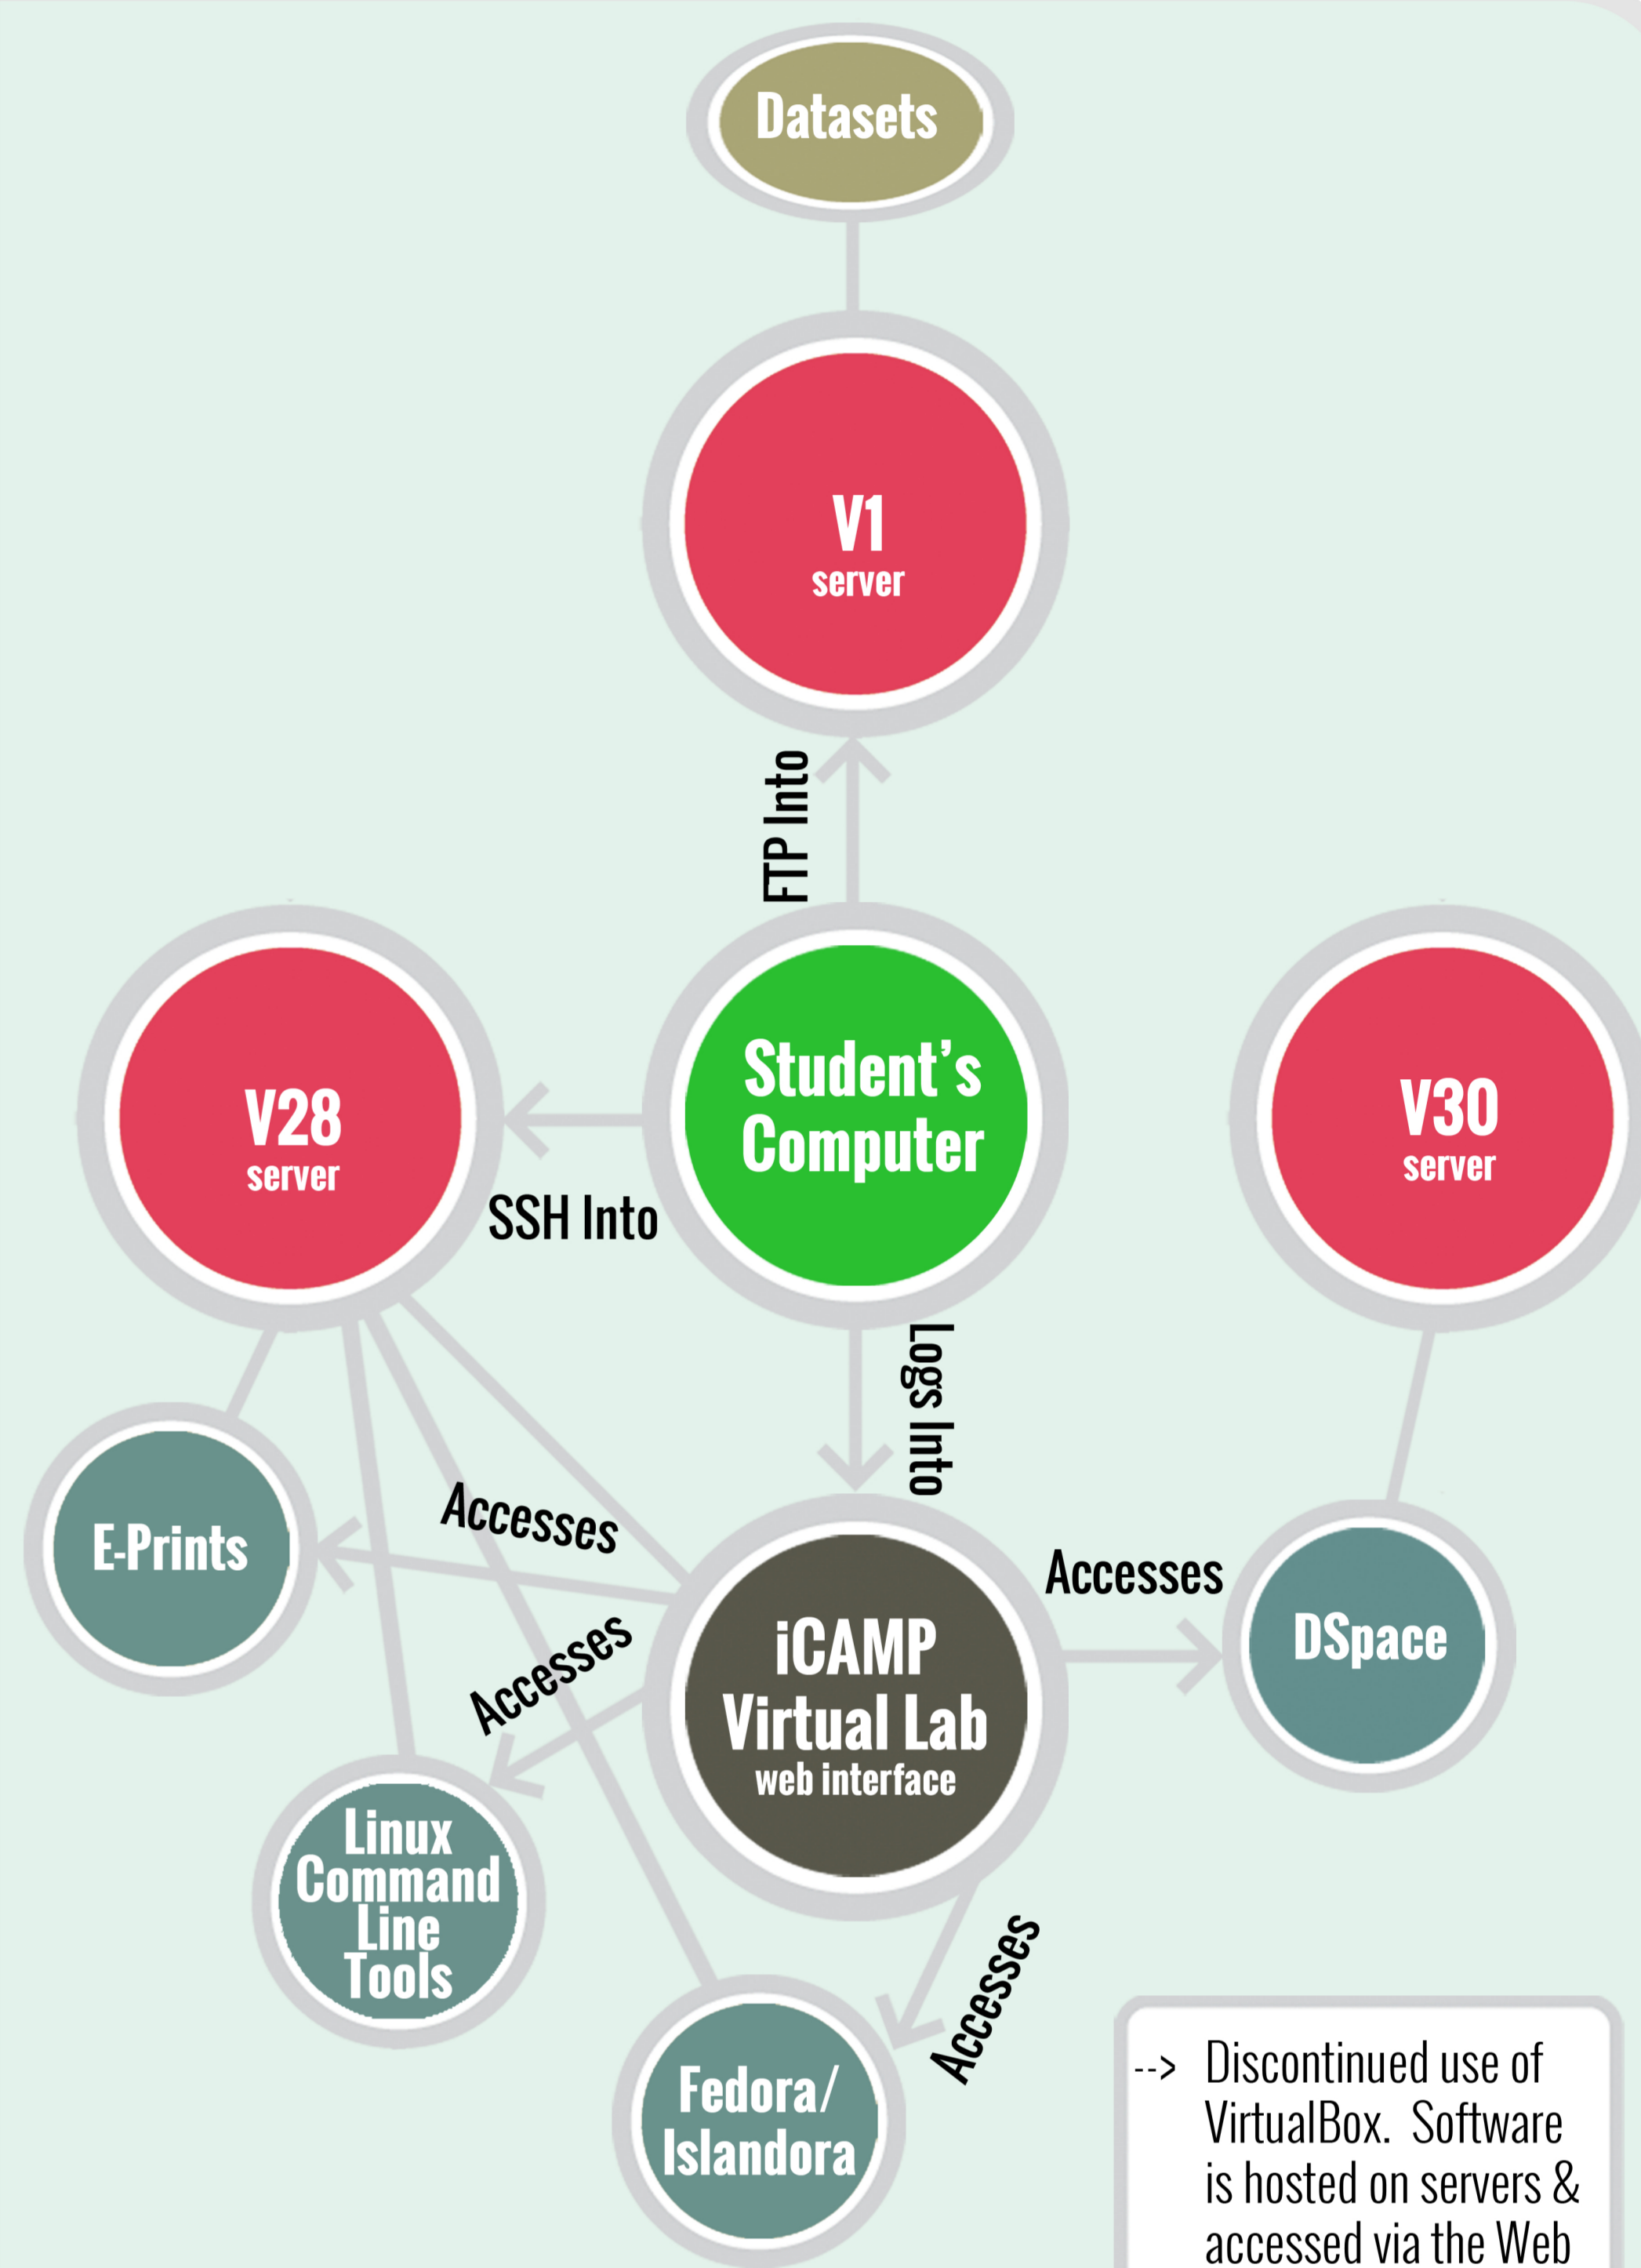 Datasets
V1
server
FTP Into
V28
server
Student's
Computer
V30
server
SSH Into
Logs Into
E-Prints
Accesses
Accesses
iCAMP
Virtual Lab
web interface
Accesses
DSpace
Linux
Command
Line
Tools
Accesses
Fedora/
Islandora
--> Discontinued use of
VirtualBox. Software
is hosted on servers &
accessed via the Web